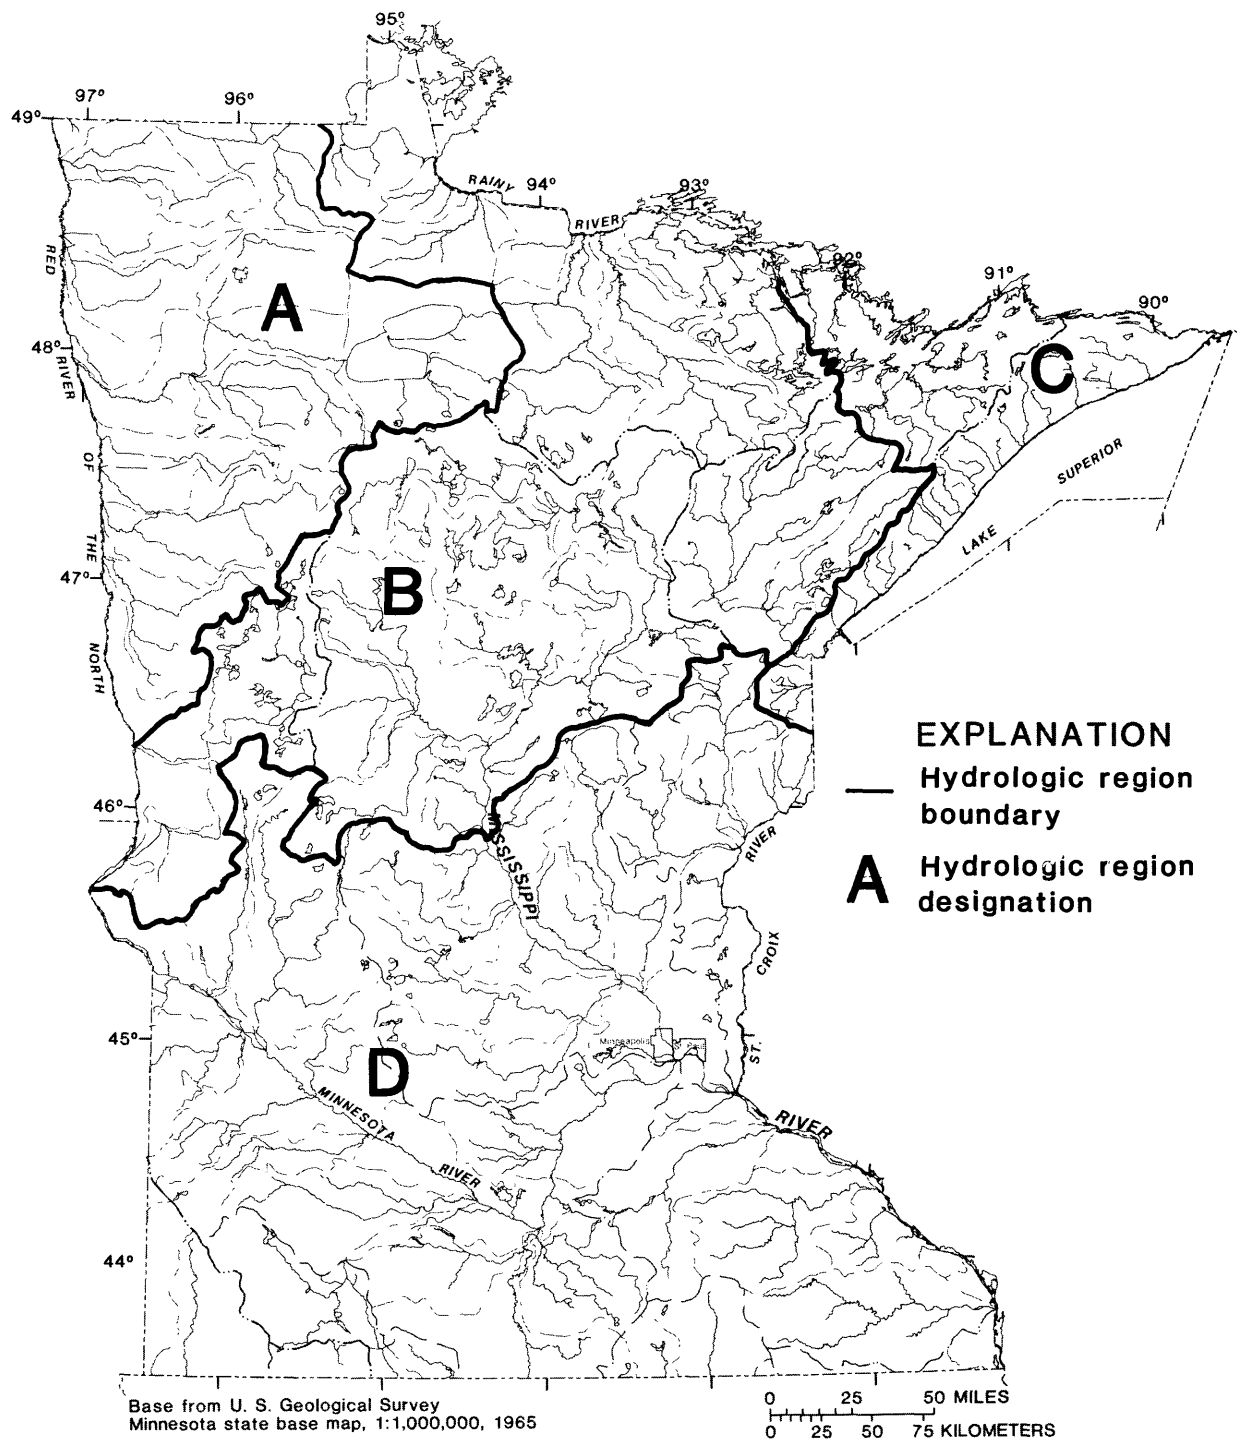 95°
97°
96°
49°
RAINY
94°
93°
RIVER
92°
91°
90°
RED
A
48°
RIVER
C
OF
SUPERIOR
LAKE
THE
47°
B
NORTH
EXPLANATION
Hydrologic region
boundary
46°
MISSISSIPPI
RIVER
A
Hydrologic region
designation
CROIX
45°
Minneapolis
ST.
D
MINNESOTA
RIVER
RIVER
44°
Base from U. S. Geological Survey
Minnesota state base map, 1:1,000,000, 1965
0 25 50 MILES
0 25 50 75 KILOMETERS